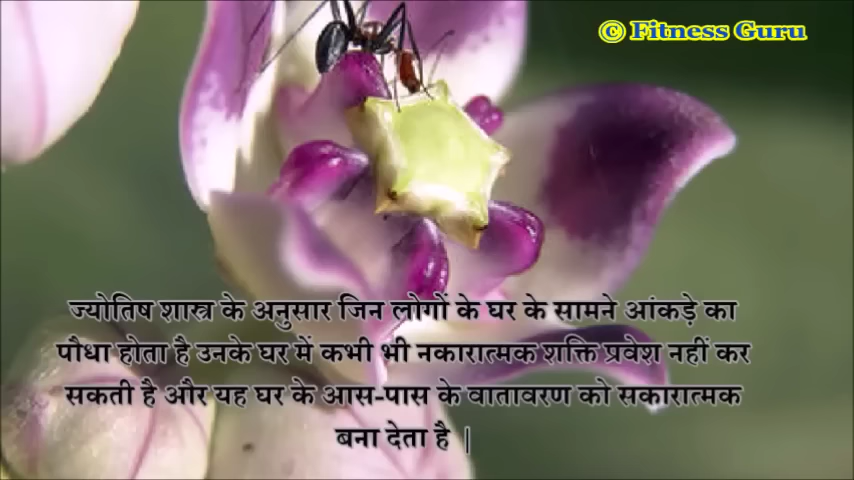 © Fitness Guru
ज्योतिष शास्त्र के अनुसार जिन लोगों के घर के सामने आंकड़े का
पौधा होता है उनके घर में कभी भी नकारात्मक शक्ति प्रवेश नहीं कर
सकती है और यह घर के आस-पास के वातावरण को सकारात्मक
बना देता है |